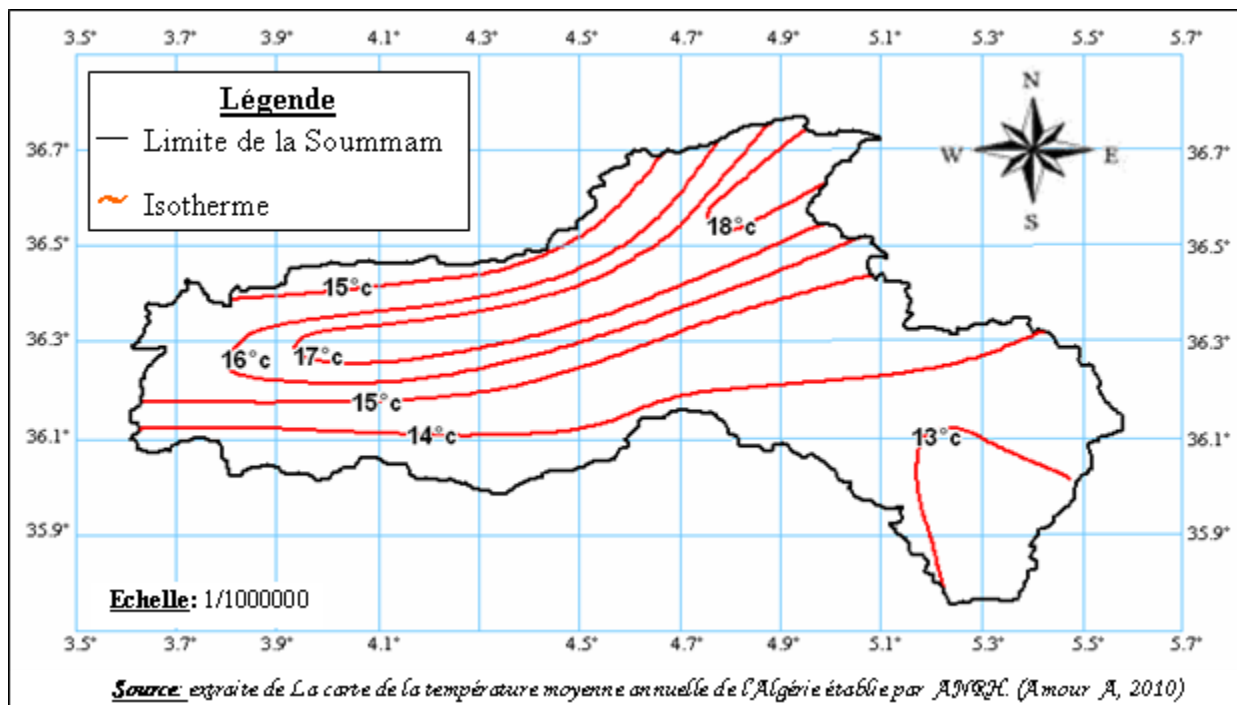 3.5° 3.7° 3.9° 4.1° 4.5° 4.7° 4.9° 5.1° 5.3° 5.5° 5.7°
Légende
Limite de la Soummam
Isotherme
N
W E
S
36.7° 36.7°
36.5° 36.5°
18°c
15°c
36.3° 36.3°
16°c 17°c
15°c
14°c
13°c
36.1° 36.1°
35.9° 35.9°
Echelle: 1/1000000
3.5° 3.7° 3.9° 4.1° 4.5° 4.7° 4.9° 5.1° 5.3° 5.5° 5.7°
Source: extraite de La carte de la température moyenne annuelle de l'Algérie établie par ANRH. (Amour A, 2010)